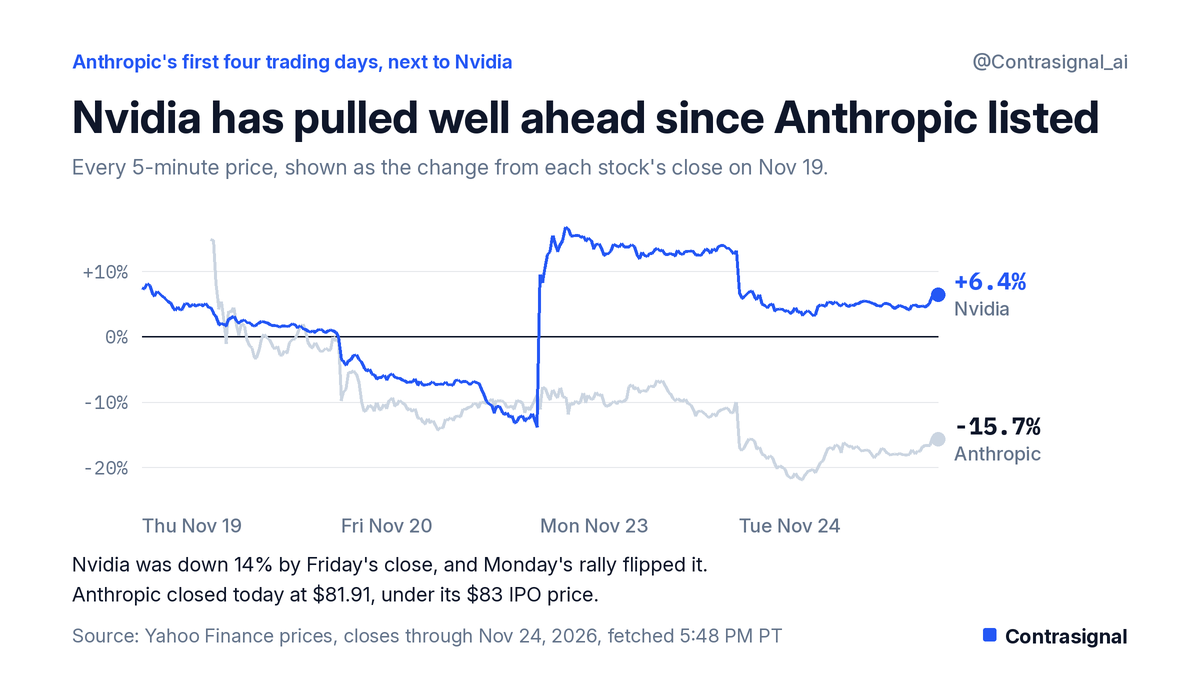 Anthropic's first four trading days, next to Nvidia
@Contrasignal_ai
Nvidia has pulled well ahead since Anthropic listed
Every 5-minute price, shown as the change from each stock's close on Nov 19.
+10%
0%
-10%
-20%
+6.4%
Nvidia
-15.7%
Anthropic
Thu Nov 19
Fri Nov 20
Mon Nov 23
Tue Nov 24
Nvidia was down 14% by Friday's close, and Monday's rally flipped it.
Anthropic closed today at $81.91, under its $83 IPO price.
Source: Yahoo Finance prices, closes through Nov 24, 2026, fetched 5:48 PM PT
Contrasignal